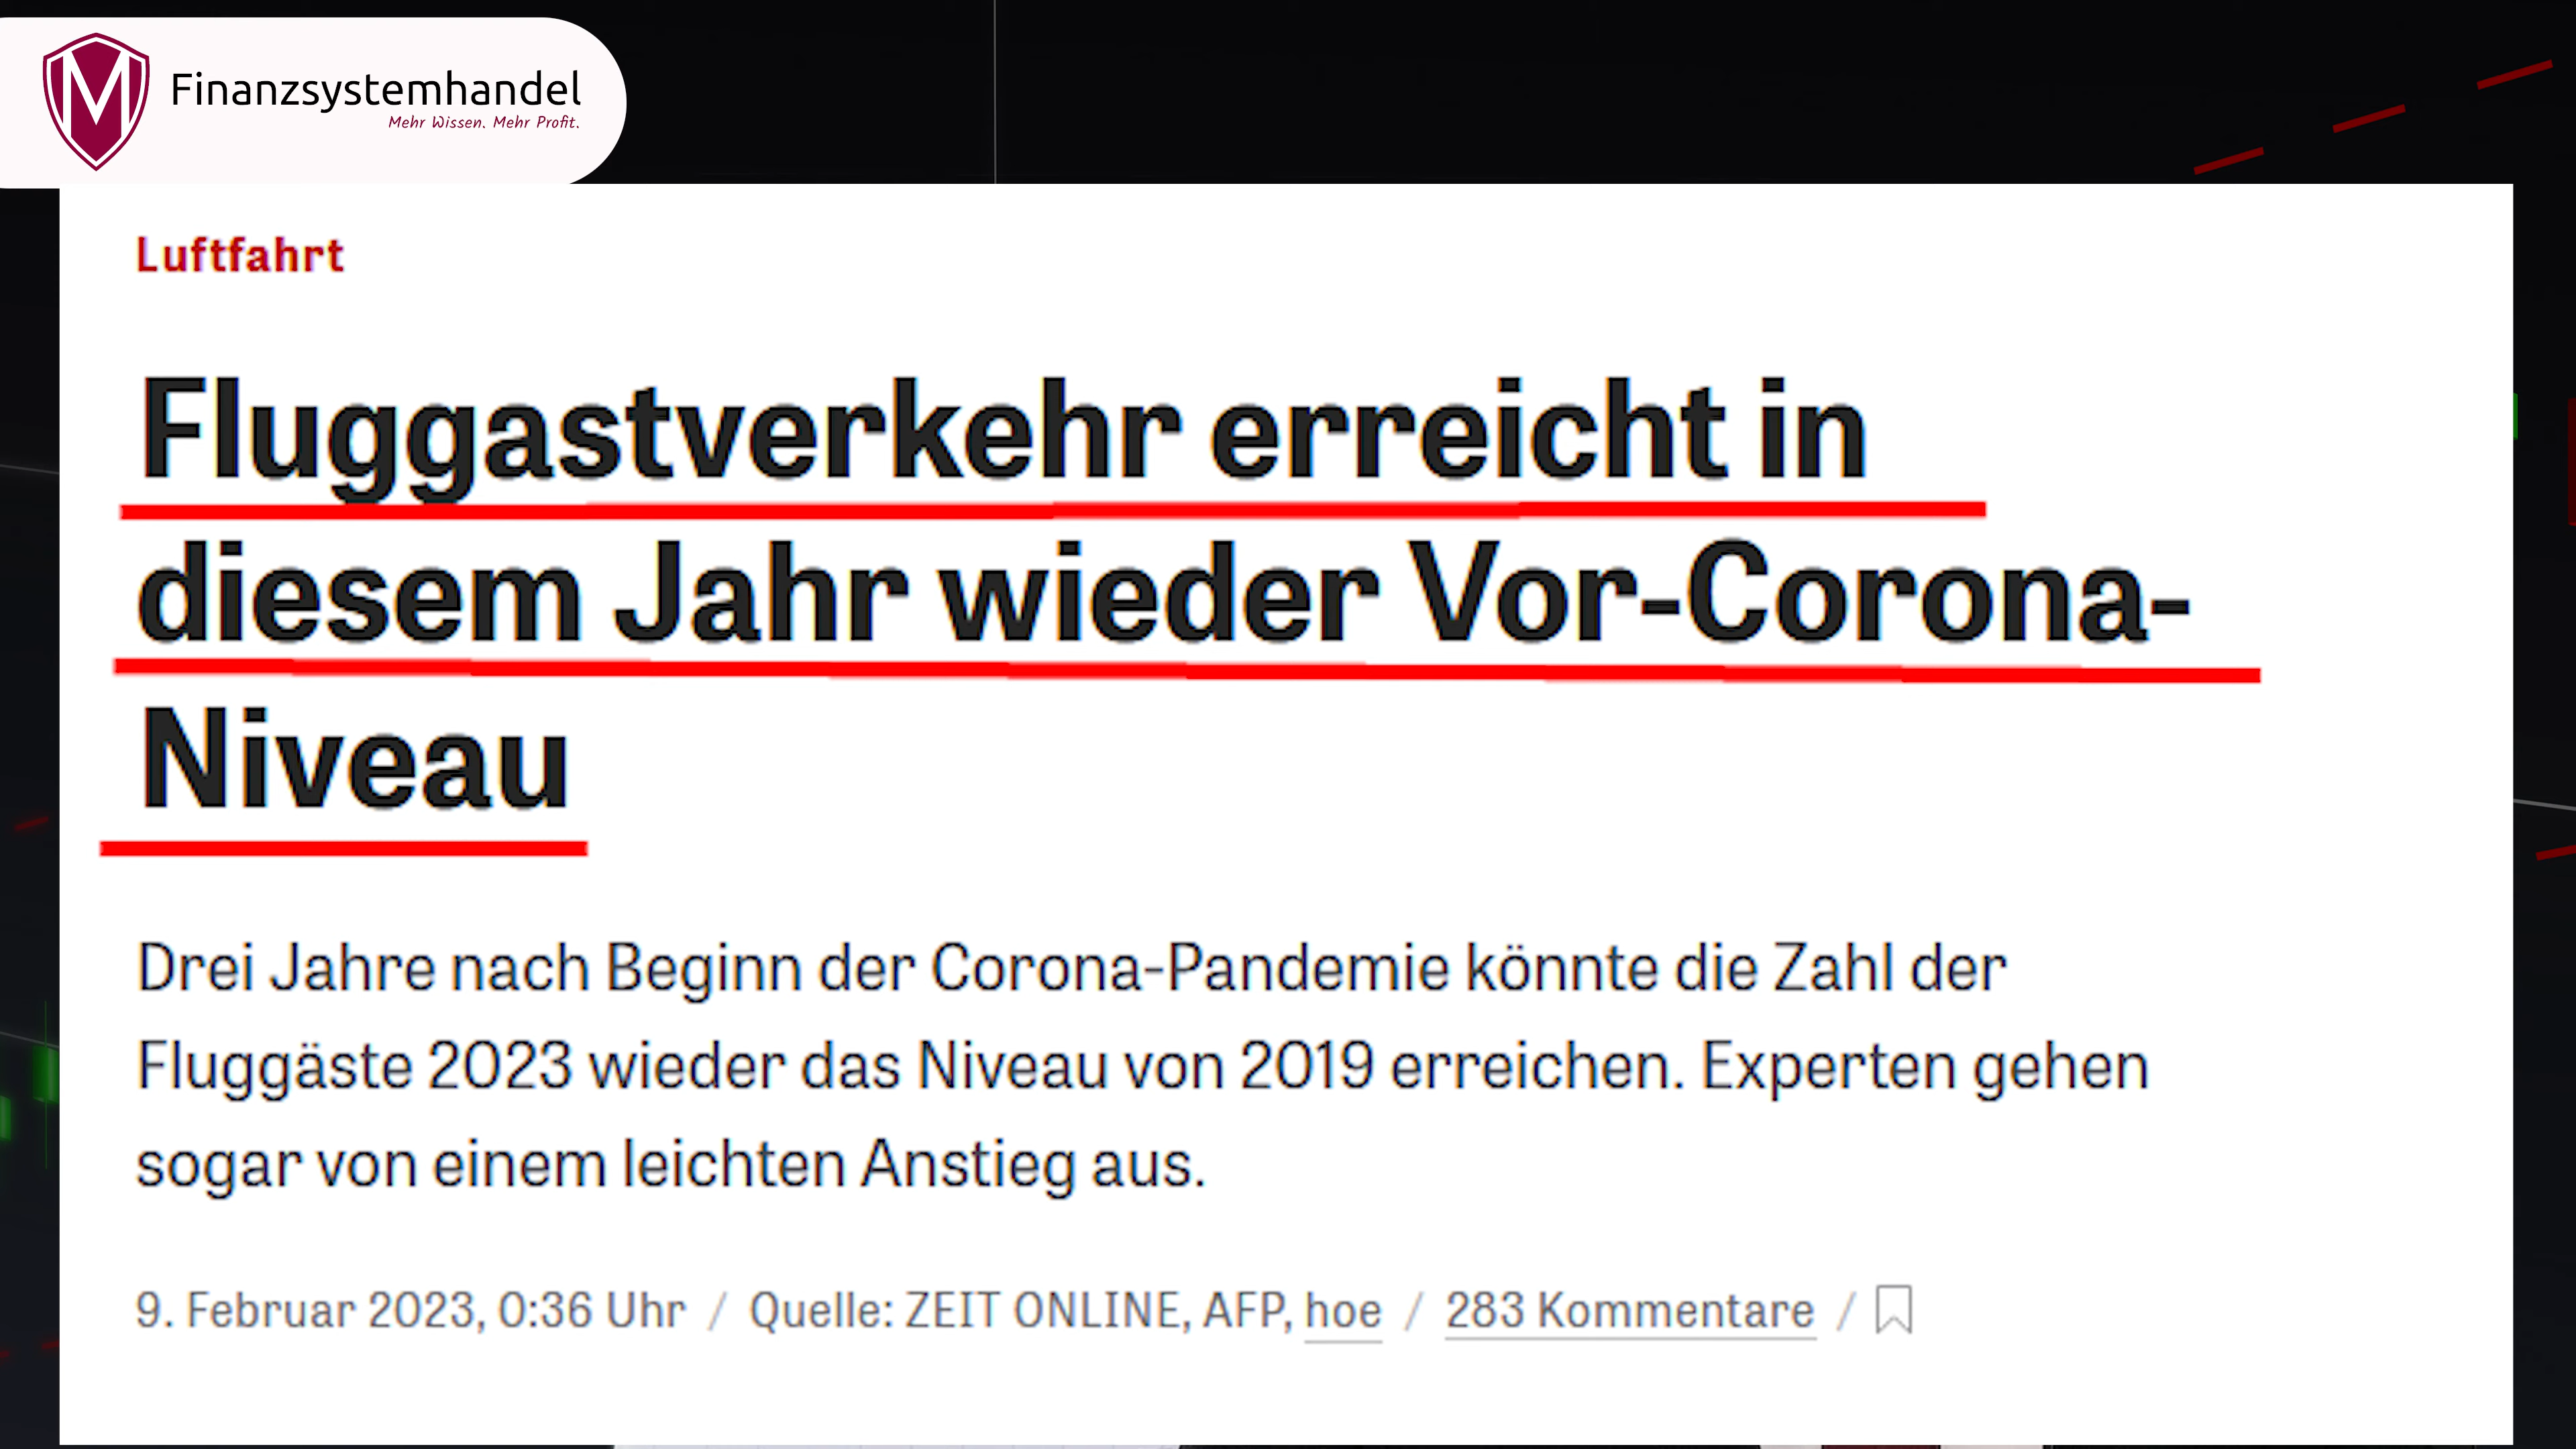 Finanzsystemhandel
Mehr Wissen. Mehr Profit.
Luftfahrt
Fluggastverkehr erreicht in
diesem Jahr wieder Vor-Corona-
Niveau
Drei Jahre nach Beginn der Corona-Pandemie könnte die Zahl der
Fluggäste 2023 wieder das Niveau von 2019 erreichen. Experten gehen
sogar von einem leichten Anstieg aus.
9. Februar 2023, 0:36 Uhr / Quelle: ZEIT ONLINE, AFP, hoe / 283 Kommentare /